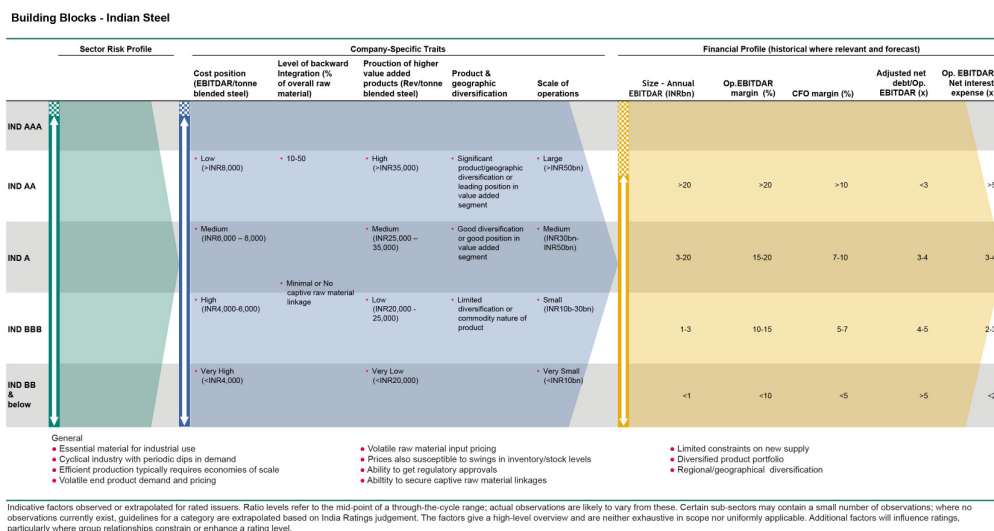 Building Blocks - Indian Steel
Sector Risk Profile
Company-Specific Traits
Financial Profile (historical where relevant and forecast)
Cost position
(EBITDAR/tonne
blended steel)
Level of backward
Integration (%
of overall raw
material)
Prouction of higher
value added
products (Rev/tonne
blended steel)
Product &
geographic
diversification
Scale of
operations
Size - Annual
EBITDAR (INRbn)
Op.EBITDAR
margin (%)
CFO margin (%)
Adjusted net
debt/Op.
EBITDAR (x)
Op. EBITDAR
Net interest
expense (x
IND AAA
IND AA
• Low
(>INR8,000)
• 10-50
• High
(>INR35,000)
• Significant
product/geographic
diversification or
leading position in
value added
segment
• Large
(>INR50bn)
>20
>20
>10
<3
IND A
• Medium
(INR6,000 – 8,000)
Medium
(INR25,000 –
35,000)
• Good diversification
or good position in
value added
segment
• Medium
(INR30bn-
INR50bn)
3-20
15-20
7-10
3-4
• Minimal or No
captive raw material
linkage
IND BBB
• High
(INR4,000-6,000)
• Low
(INR20,000 -
25,000)
• Limited
diversification or
commodity nature of
product
• Small
(INR10b-30bn)
1-3
10-15
5-7
4-5
IND BB
&
below
• Very High
(<INR4,000)
• Very Low
(<INR20,000)
• Very Small
(<INR10bn)
<1
<10
<5
>5
General
● Essential material for industrial use
● Cyclical industry with periodic dips in demand
● Efficient production typically requires economies of scale
● Volatile end product demand and pricing
● Volatile raw material input pricing
● Prices also susceptible to swings in inventory/stock levels
● Ability to get regulatory approvals
● Abiltity to secure captive raw material linkages
● Limited constraints on new supply
● Diversified product portfolio
● Regional/geographical diversification
Indicative factors observed or extrapolated for rated issuers. Ratio levels refer to the mid-point of a through-the-cycle range; actual observations are likely to vary from these. Certain sub-sectors may contain a small number of observations; where no
observations currently exist, guidelines for a category are extrapolated based on India Ratings judgement. The factors give a high-level overview and are neither exhaustive in scope nor uniformly applicable. Additional factors will influence ratings,
particularly where group relationships constrain or enhance a rating level.